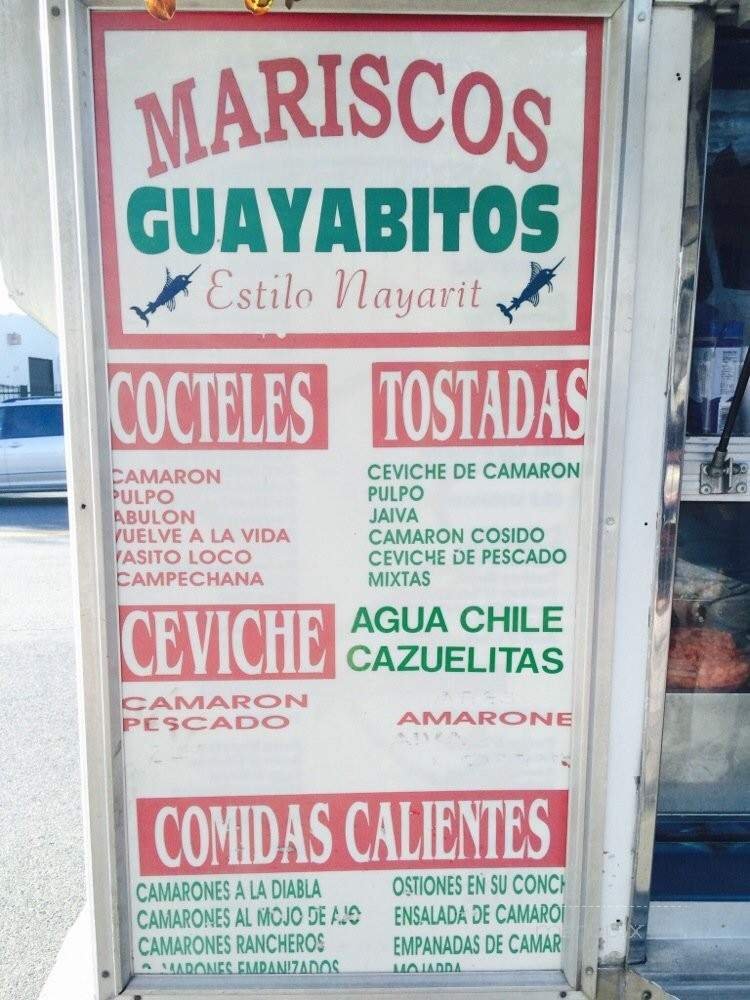 MARISCOS
GUAYABITOS
Estilo Nayarit
COCTELES
CAMARON
PULPO
ABULON
VUELVE A LA VIDA
VASITO LOCO
CAMPECHANA
TOSTADAS
CEVICHE DE CAMARON
PULPO
JAIVA
CAMARON COSIDO
CEVICHE DE PESCADO
MIXTAS
CEVICHE
CAMARON
PESCADO
AGUA CHILE
CAZUELITAS
AMARONE
COMIDAS CALIENTES
CAMARONES A LA DIABLA
CAMARONES AL MOJO DE AJO
CAMARONES RANCHEROS
EMPANIZADOS
OSTIONES EN SU CONCH
ENSALADA DE CAMARO
EMPANADAS DE CAMAR
MOJARRA